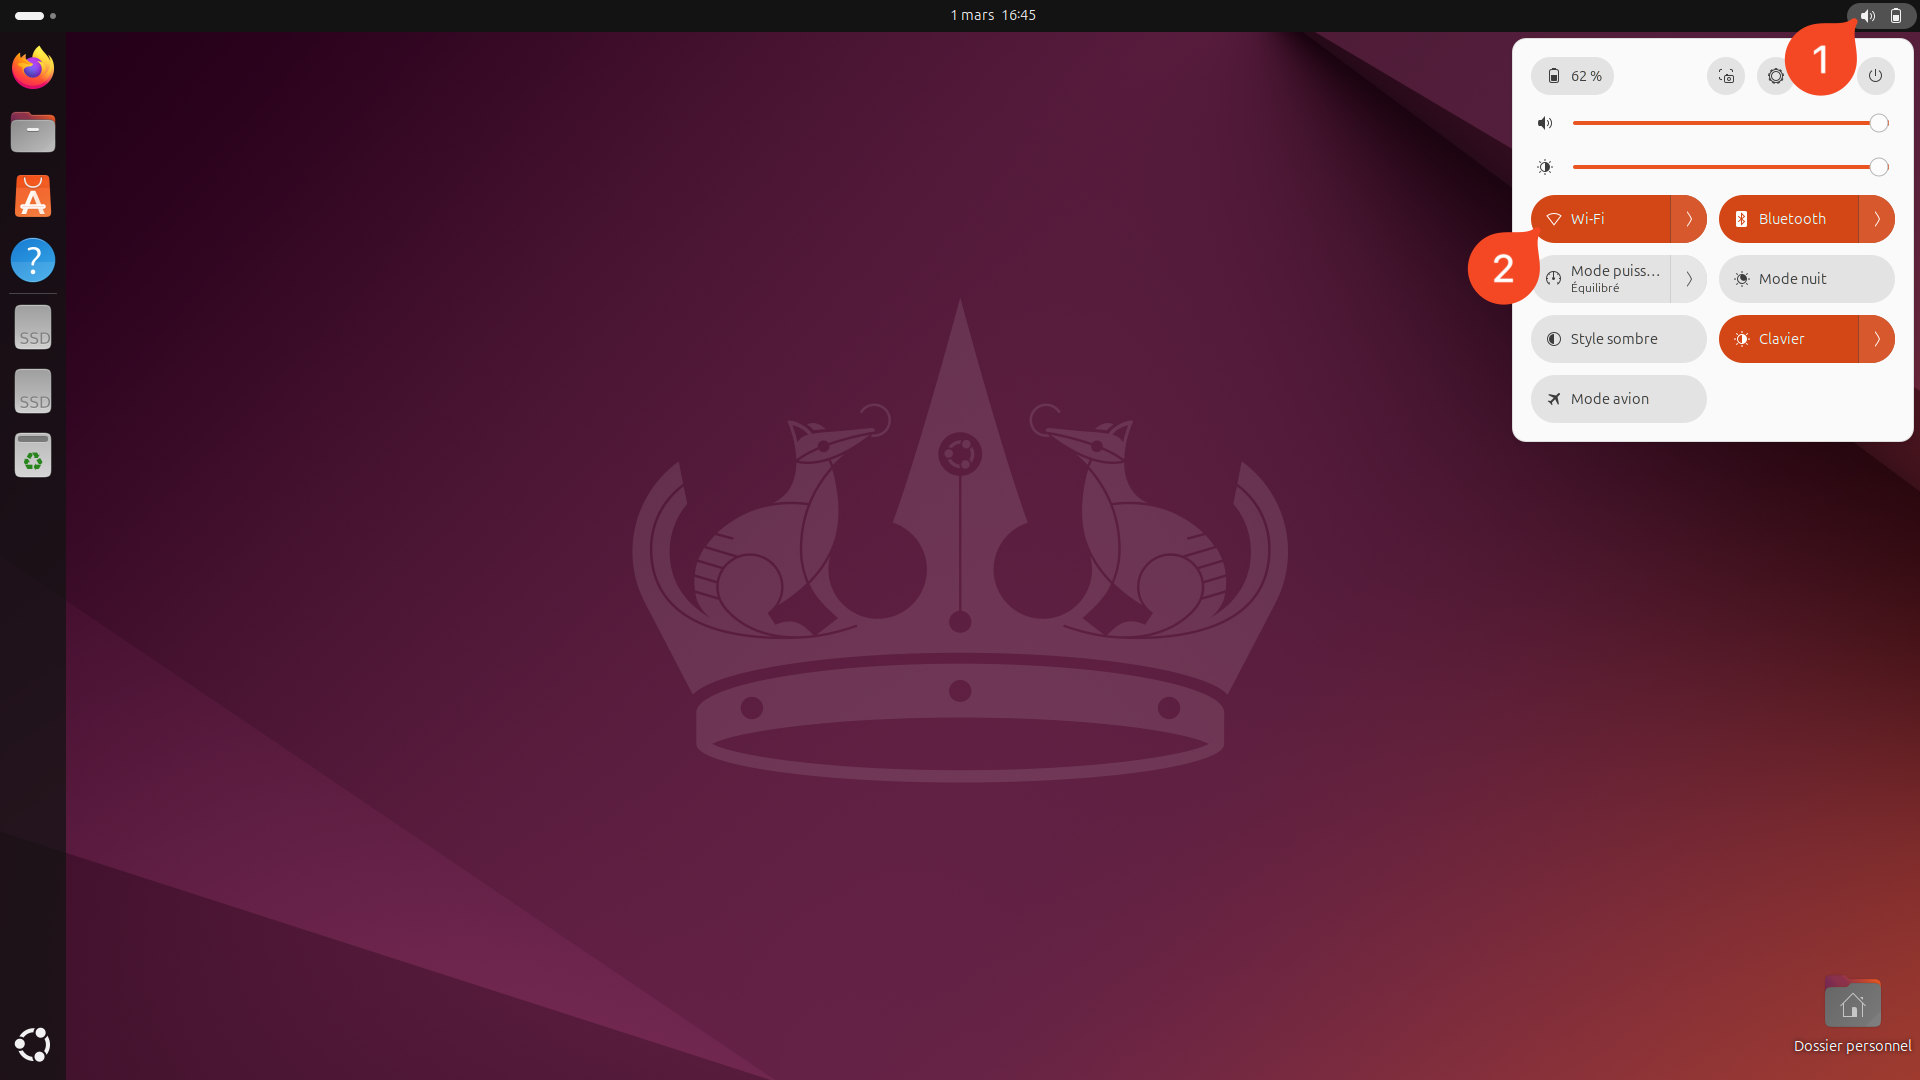 1 mars 16:45
1
62 %
Wi-Fi
Bluetooth
2
Mode puiss...
Équilibré
Mode nuit
Style sombre
Clavier
Mode avion
A
?
SSD
SSD
Dossier personnel